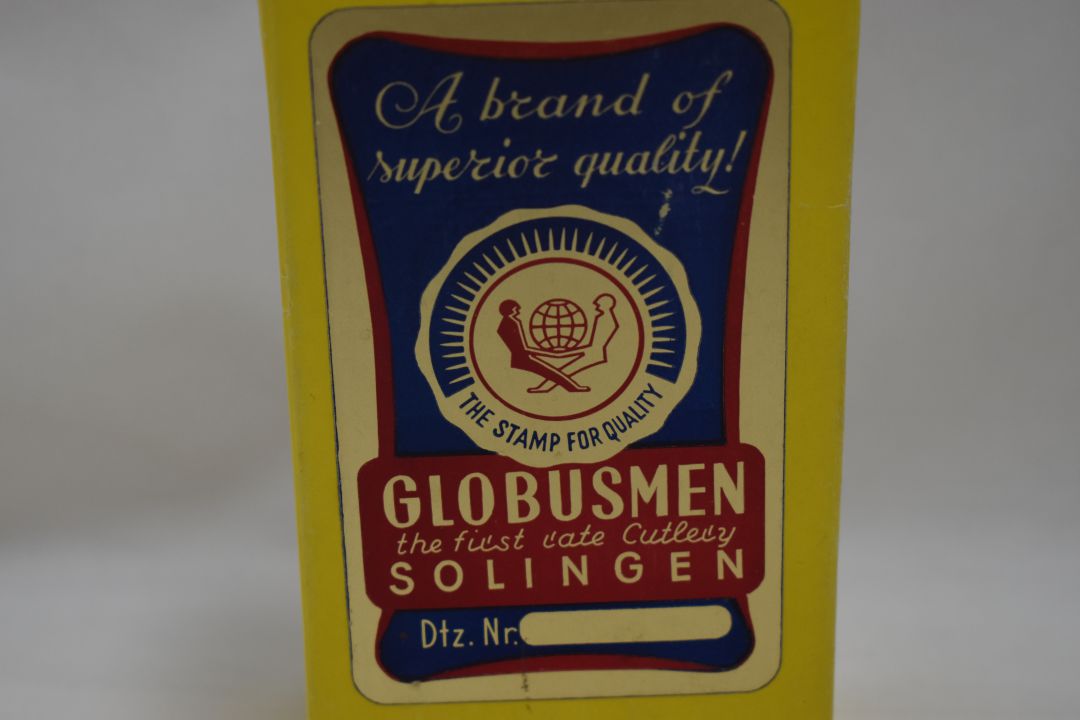 A brand of
superior quality!
THE STAMP FOR QUALITY
GLOBUSMEN
the first rate Cutlery
SOLINGEN
Dtz. Nr.